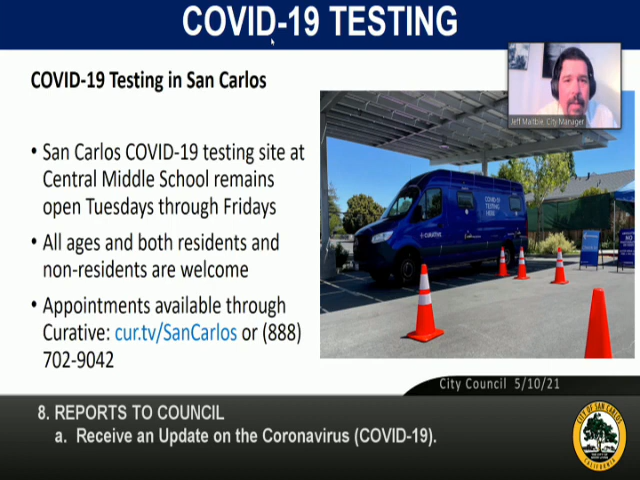 COVID-19 TESTING
COVID-19 Testing in San Carlos
Jeff Maltbie, City Manager
• San Carlos COVID-19 testing site at
Central Middle School remains
open Tuesdays through Fridays
• All ages and both residents and
non-residents are welcome
• Appointments available through
Curative: cur.tv/SanCarlos or (888)
702-9042
COVID-19
TESTING
HERE
CURATIVE
City Council 5/10/21
8. REPORTS TO COUNCIL
a. Receive an Update on the Coronavirus (COVID-19).
CITY OF SAN CARLOS
CALIFORNIA